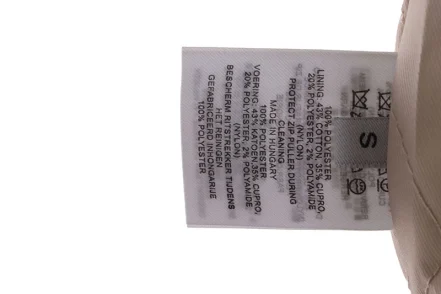 100% POLYESTER
LINING: 43% COTTON, 35% CUPRO,
20% POLYESTER, 2% POLYAMIDE
(NYLON)
PROTECT ZIP PULLER DURING
CLEANING
MADE IN HUNGARY
100% POLYESTER
VOERING: 43% KATOEN, 35% CUPRO,
20% POLYESTER, 2% POLYAMIDE
(NYLON)
BESCHERM RITSTREKKER TIJDENS
HET REINIGEN
GEFABRICEERD IN HONGARIJE
100% POLYESTER
S